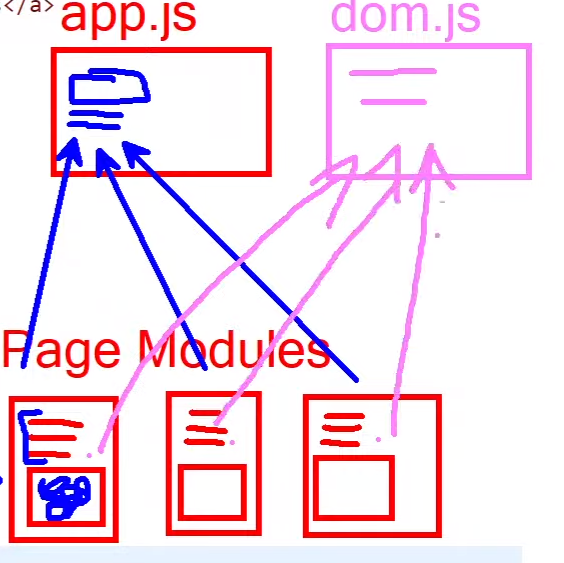 </a>
app.js
dom.js
Page Modules